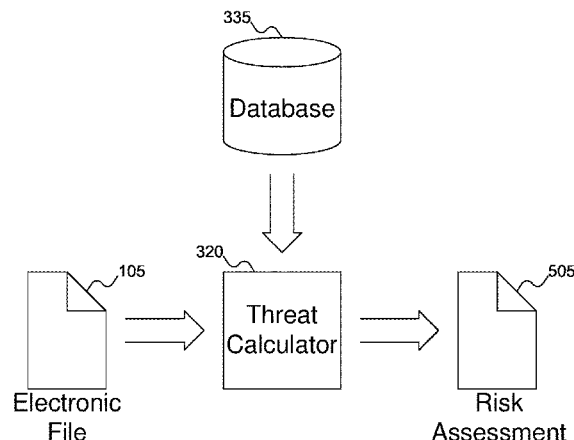 335
Database
320
105
505
Threat
Calculator
Electronic
File
Risk
Assessment